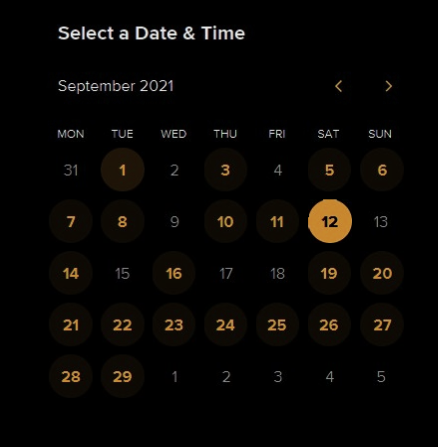 Select a Date & Time
September 2021
MON TUE WED THU FRI SAT SUN
31 1 2 3 4 5 6
7 8 9 10 11 12 13
14 15 16 17 18 19 20
21 22 23 24 25 26 27
28 29 1 2 3 4 5